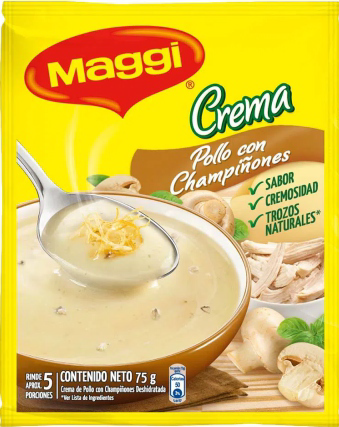 Maggi
®
Crema
Pollo con
Champiñones
SABOR
CREMOSIDAD
TROZOS
NATURALES*
RINDE
APROX. 5
PORCIONES
CONTENIDO NETO 75 g
Crema de Pollo con Champiñones Deshidratada
*Ver Lista de Ingredientes